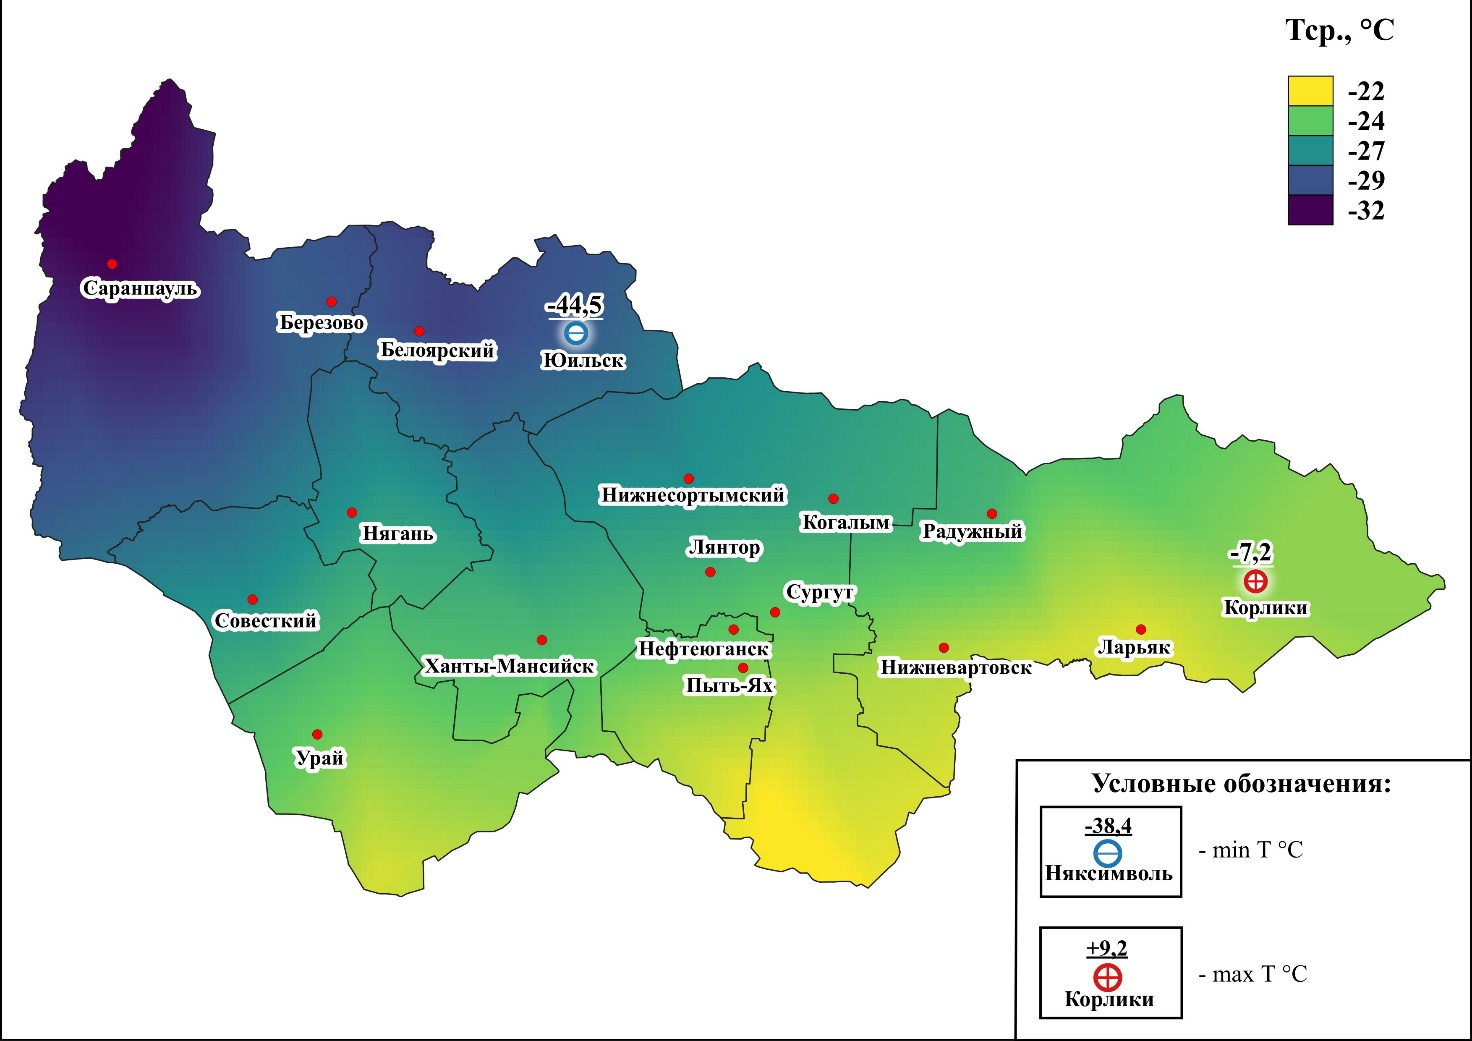 Тср., °C
-22
-24
-27
-29
-32
Саранпауль
Березово
Белоярский
-44,5
Юильск
Нижнесортымский
Когалым
Радужный
Нягань
Лянтор
-7,2
Корлики
Сургут
Совесткий
Нефтеюганск
Ларьяк
Ханты-Мансийск
Нижневартовск
Пыть-Ях
Урай
Условные обозначения:
-38,4
Няксимволь
- min T °C
+9,2
Корлики
- max T °C